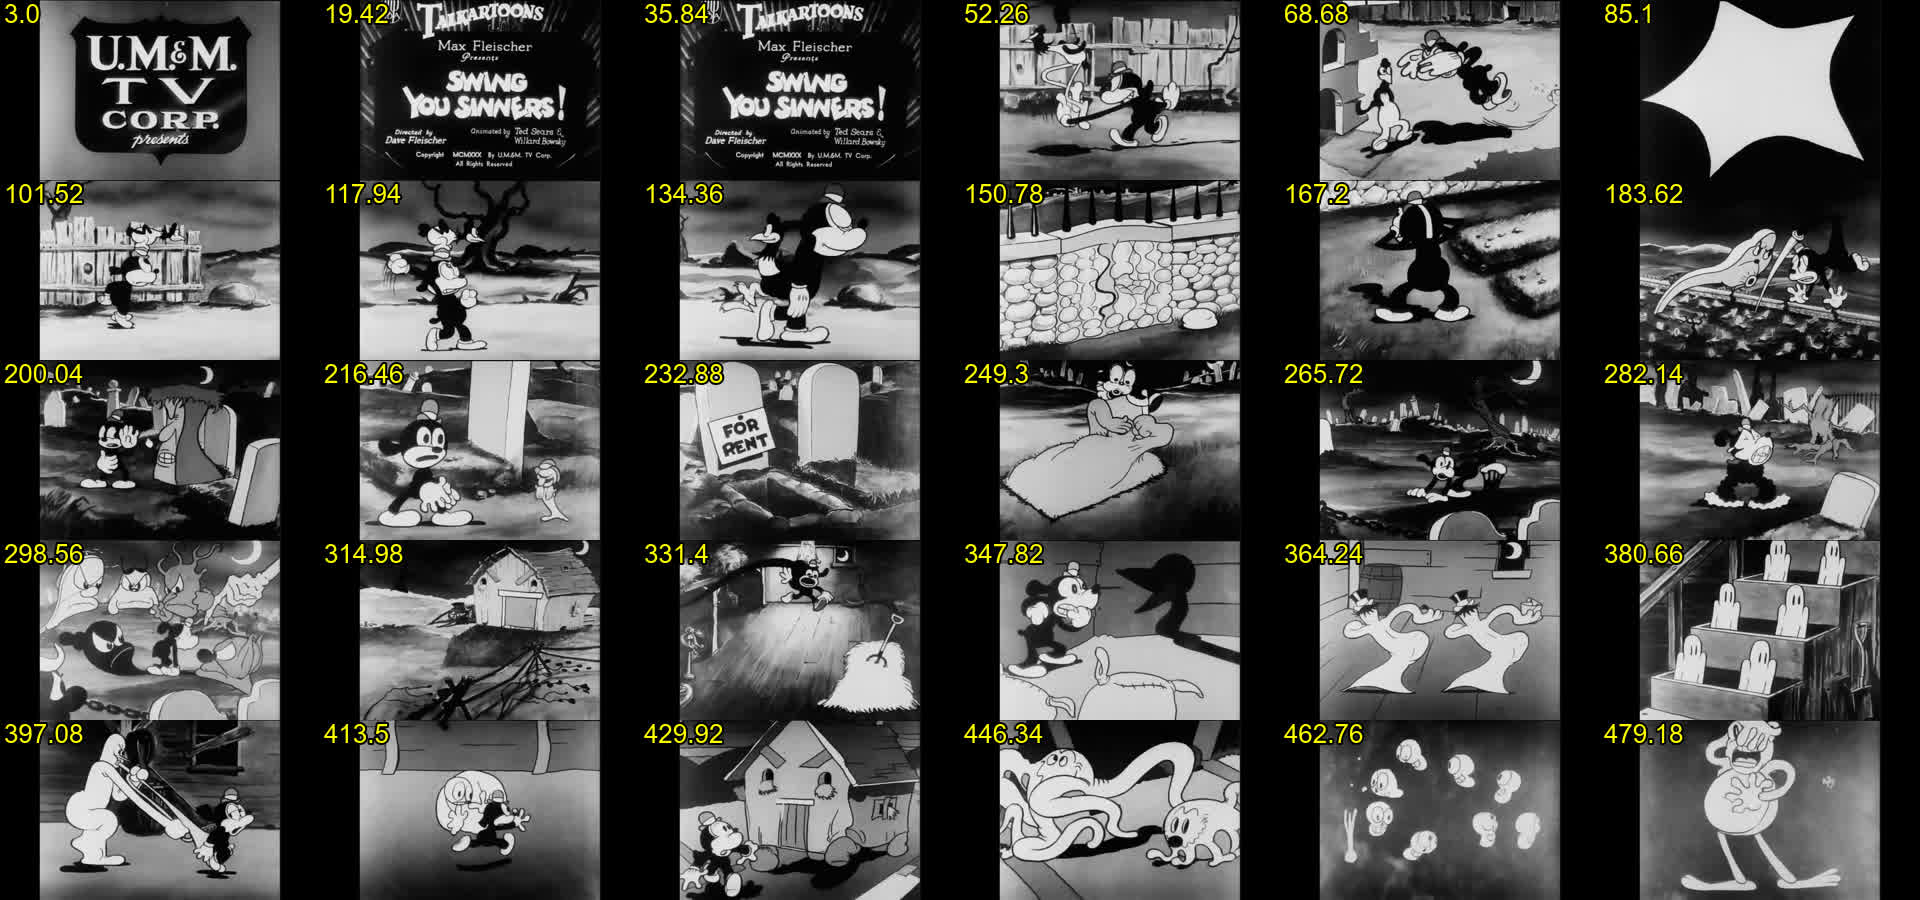 3.0
U.M.&M.
TV
CORP.
presents
19.42
TALKARTOONS
Max Fleischer
Presents
SWING
YOU SINNERS!
Directed by
Dave Fleischer
Animated by Ted Sears &
Willard Bowsky
Copyright MCMXXX By U.M.&M. TV Corp.
All Rights Reserved
35.84
TALKARTOONS
Max Fleischer
Presents
SWING
YOU SINNERS!
Directed by
Dave Fleischer
Animated by Ted Sears &
Willard Bowsky
Copyright MCMXXX By U.M.&M. TV Corp.
All Rights Reserved
52.26
68.68
85.1
101.52
117.94
134.36
150.78
167.2
183.62
200.04
216.46
232.88
FOR
RENT
249.3
265.72
282.14
298.56
314.98
331.4
347.82
364.24
380.66
397.08
413.5
429.92
446.34
462.76
479.18